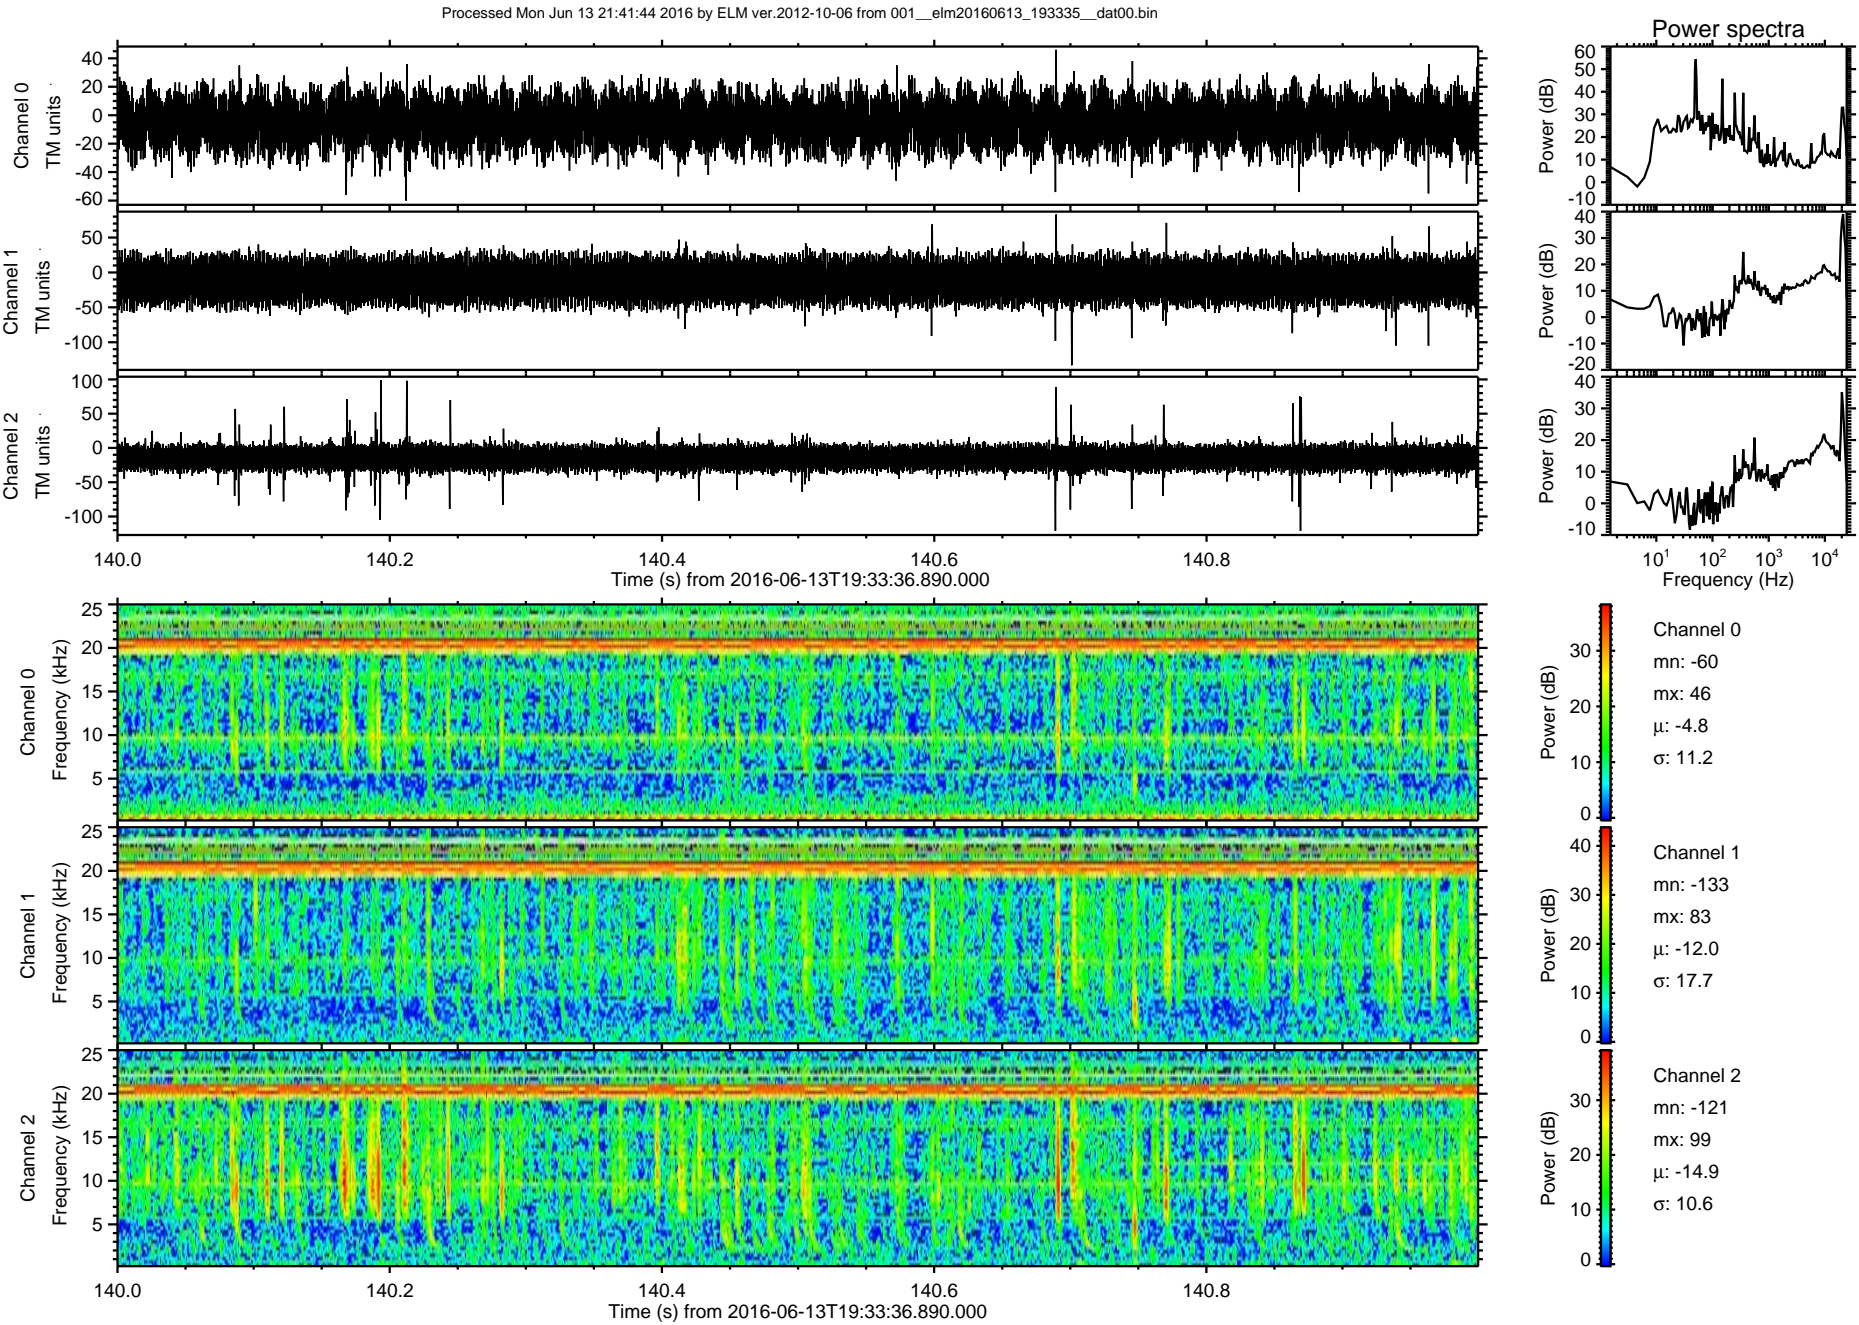 Processed Mon Jun 13 21:41:44 2016 by ELM ver.2012-10-06 from 001__elm20160613_193335__dat00.bin
Power spectra
Channel 0
TM units
40
20
0
-20
-40
-60
Power (dB)
60
50
40
30
20
10
0
-10
Channel 1
TM units
50
0
-50
-100
Power (dB)
40
30
20
10
0
-10
-20
Channel 2
TM units
100
50
0
-50
-100
Power (dB)
40
30
20
10
0
-10
140.0 140.2 140.4 140.6 140.8
Time (s) from 2016-06-13T19:33:36.890.000
10^1 10^2 10^3 10^4
Frequency (Hz)
Channel 0
Frequency (kHz)
25
20
15
10
5
Power (dB)
30
20
10
0
Channel 0
mn: -60
mx: 46
μ: -4.8
σ: 11.2
Channel 1
Frequency (kHz)
25
20
15
10
5
Power (dB)
40
30
20
10
0
Channel 1
mn: -133
mx: 83
μ: -12.0
σ: 17.7
Channel 2
Frequency (kHz)
25
20
15
10
5
Power (dB)
30
20
10
0
Channel 2
mn: -121
mx: 99
μ: -14.9
σ: 10.6
140.0 140.2 140.4 140.6 140.8
Time (s) from 2016-06-13T19:33:36.890.000